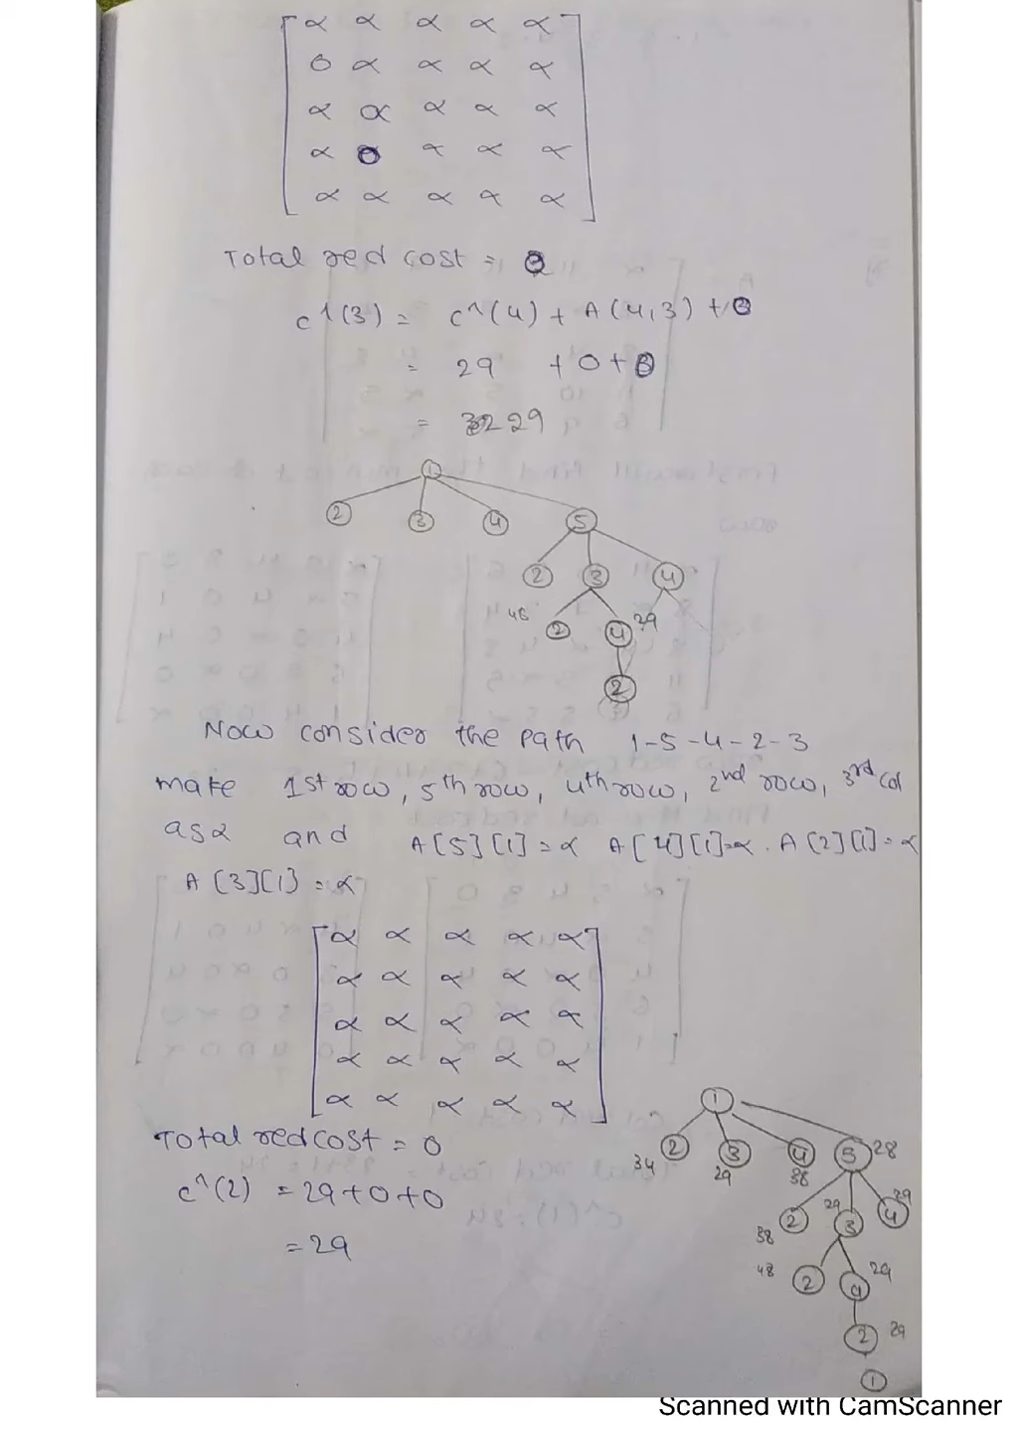 α α α α α
0 α α α α
α α α α α
α 0 α α α
α α α α α
Total red cost = 0
c^(3) = c^(4) + A(4,3) + 0
= 29 + 0 + 0
= 29
1
2 3 4 5
2 3 4
48 2 4 29
2
Now consider the path 1-5-4-2-3
make 1st row, 5th row, 4th row, 2nd row, 3rd col
as α and A[5][1] = α A[4][1]=α . A[2][1] = α
A[3][1] = α
α α α α α
α α α α α
α α α α α
α α α α α
α α α α α
Total red cost = 0
c^(2) = 29+0+0
= 29
1
2 3 4 5 28
34 29 38
2 29 3 4 29
38
48 2 4 29
2 29
1
Scanned with CamScanner